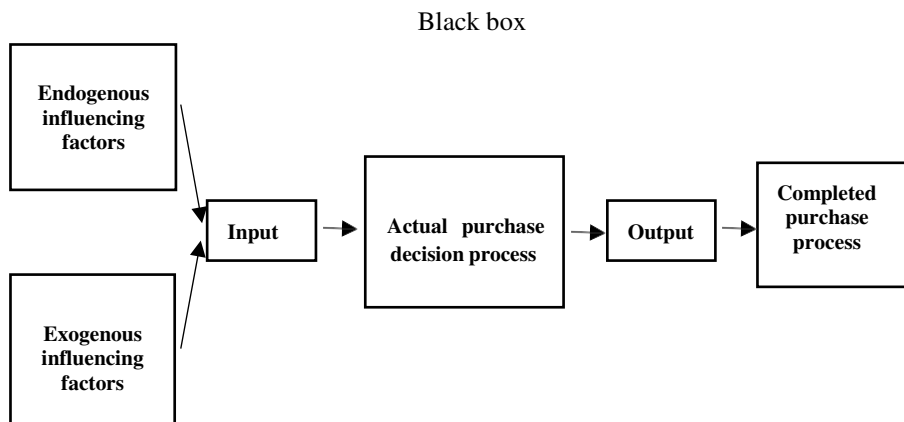 Black box
Endogenous
influencing
factors
Input
Actual purchase
decision process
Output
Completed
purchase
process
Exogenous
influencing
factors